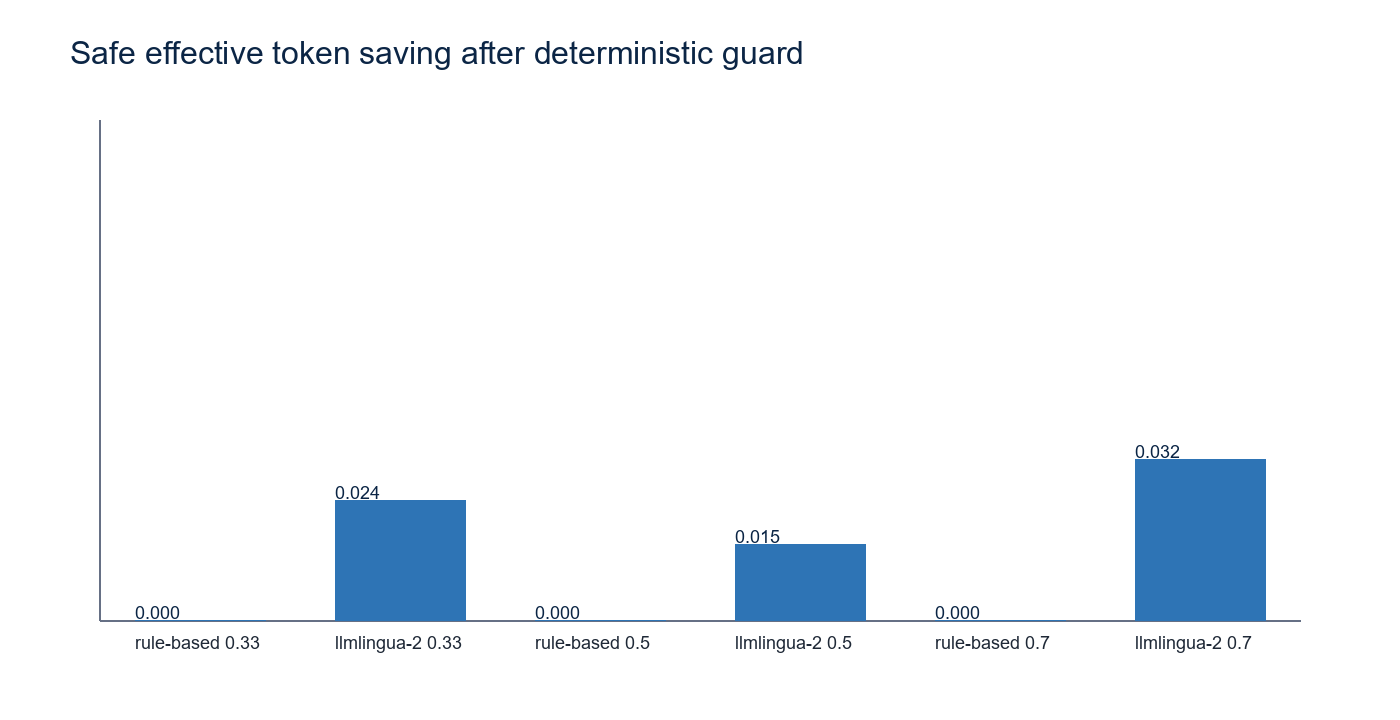 Safe effective token saving after deterministic guard
0.032
0.024
0.015
0.000 0.000 0.000
rule-based 0.33 llmlingua-2 0.33 rule-based 0.5 llmlingua-2 0.5 rule-based 0.7 llmlingua-2 0.7